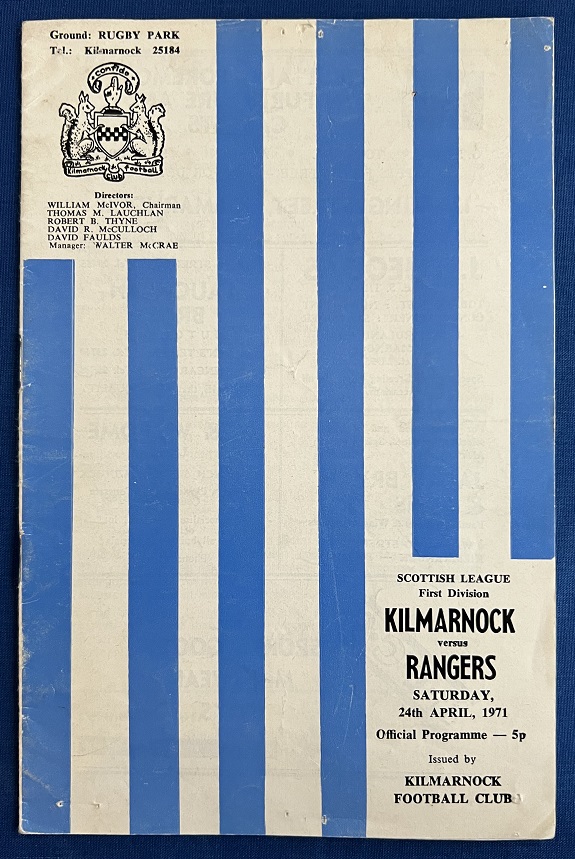 Ground: RUGBY PARK
Tel.: Kilmarnock 25184
confidemus
Kilmarnock football
Club
Directors:
WILLIAM McIVOR, Chairman
THOMAS M. LAUCHLAN
ROBERT B. THYNE
DAVID R. McCULLOCH
DAVID FAULDS
Manager: WALTER McCRAE
SCOTTISH LEAGUE
First Division
KILMARNOCK
versus
RANGERS
SATURDAY,
24th APRIL, 1971
Official Programme — 5p
Issued by
KILMARNOCK
FOOTBALL CLUB